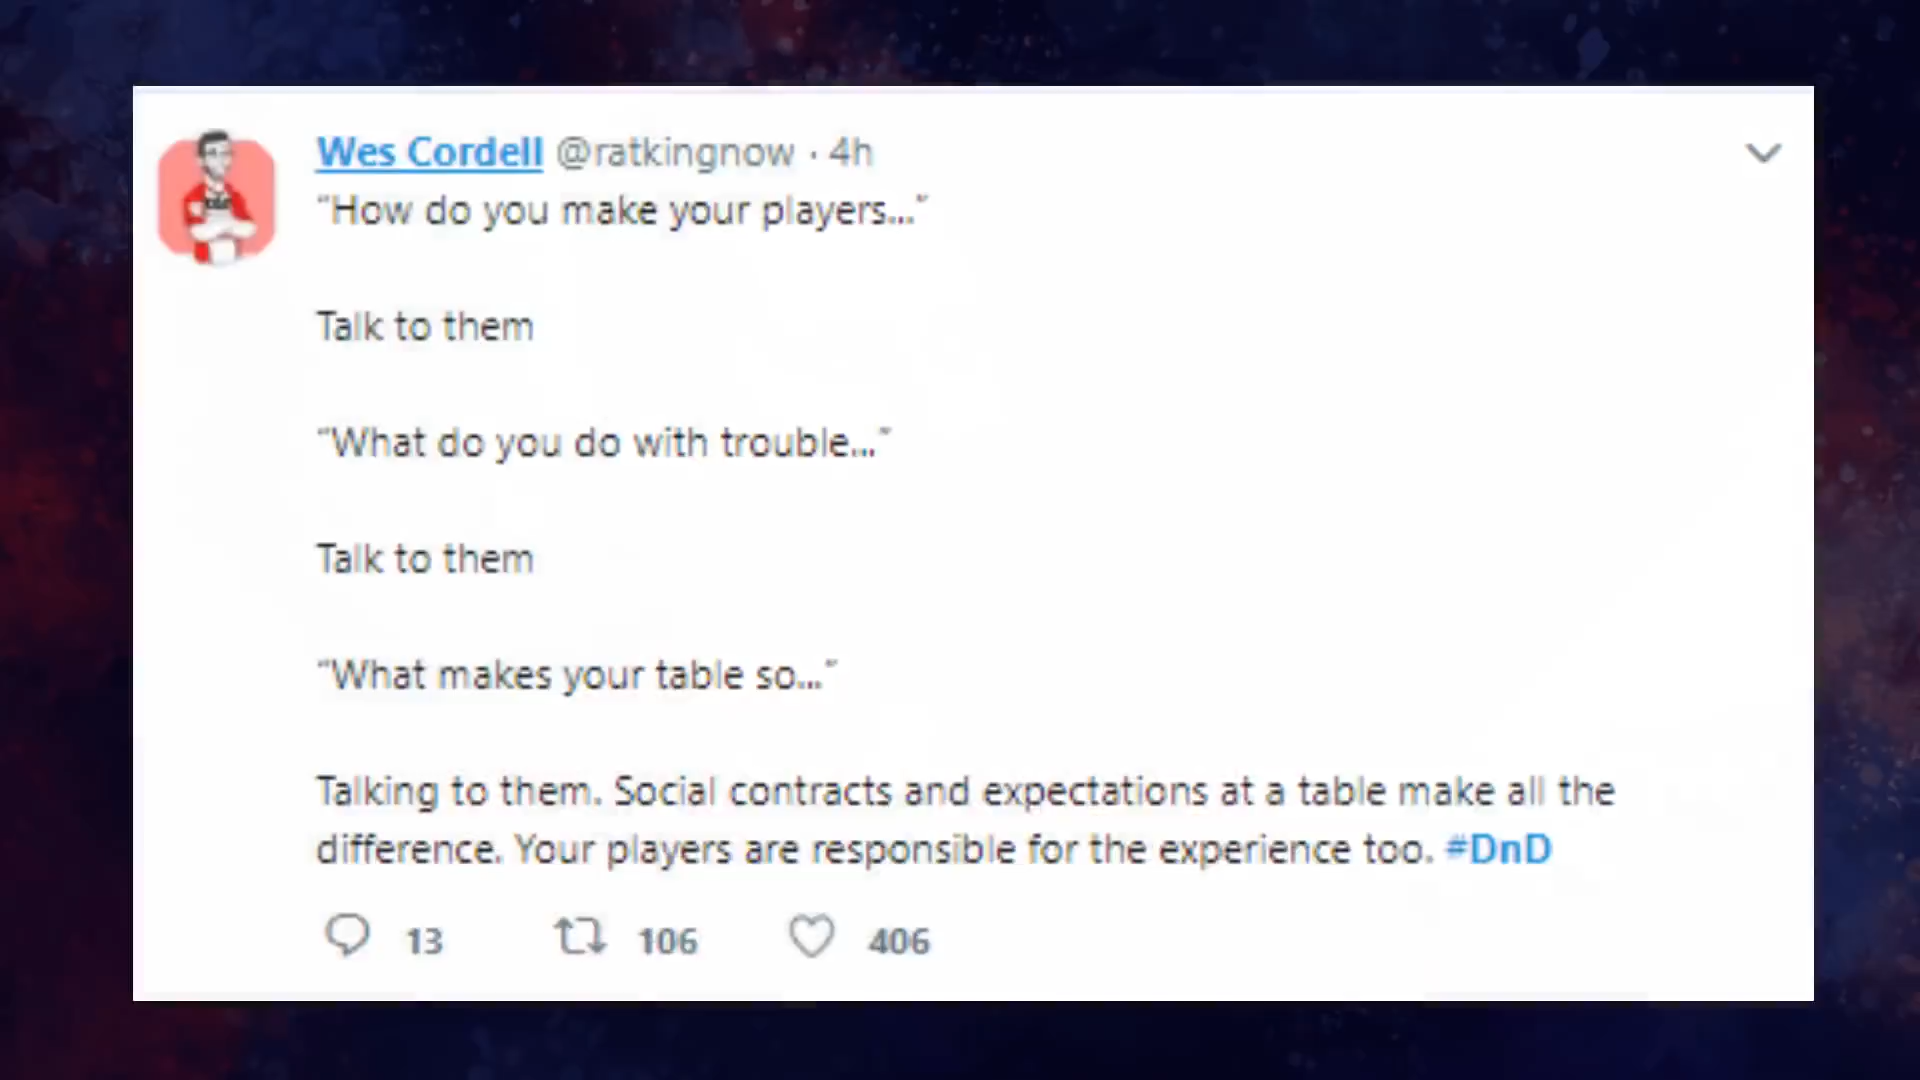 Wes Cordell @ratkingnow · 4h
"How do you make your players..."
Talk to them
"What do you do with trouble..."
Talk to them
"What makes your table so..."
Talking to them. Social contracts and expectations at a table make all the
difference. Your players are responsible for the experience too. #DnD
13 106 406